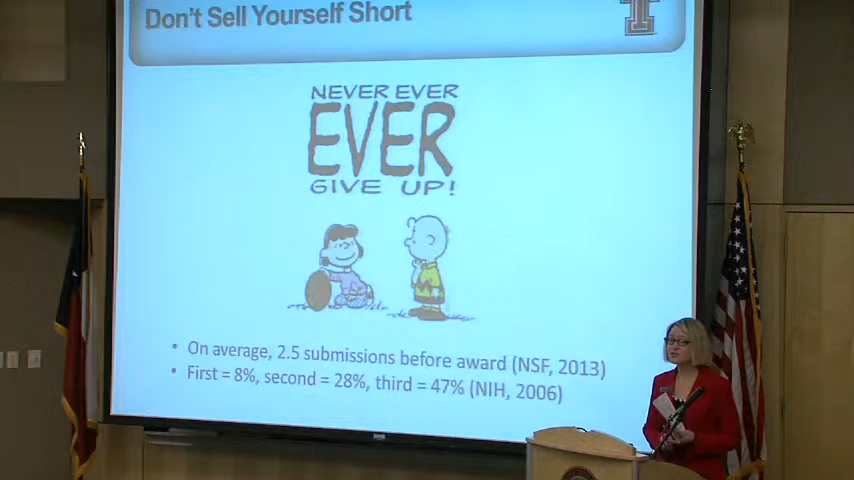 Don't Sell Yourself Short
NEVER EVER
EVER
GIVE UP!
• On average, 2.5 submissions before award (NSF, 2013)
• First = 8%, second = 28%, third = 47% (NIH, 2006)